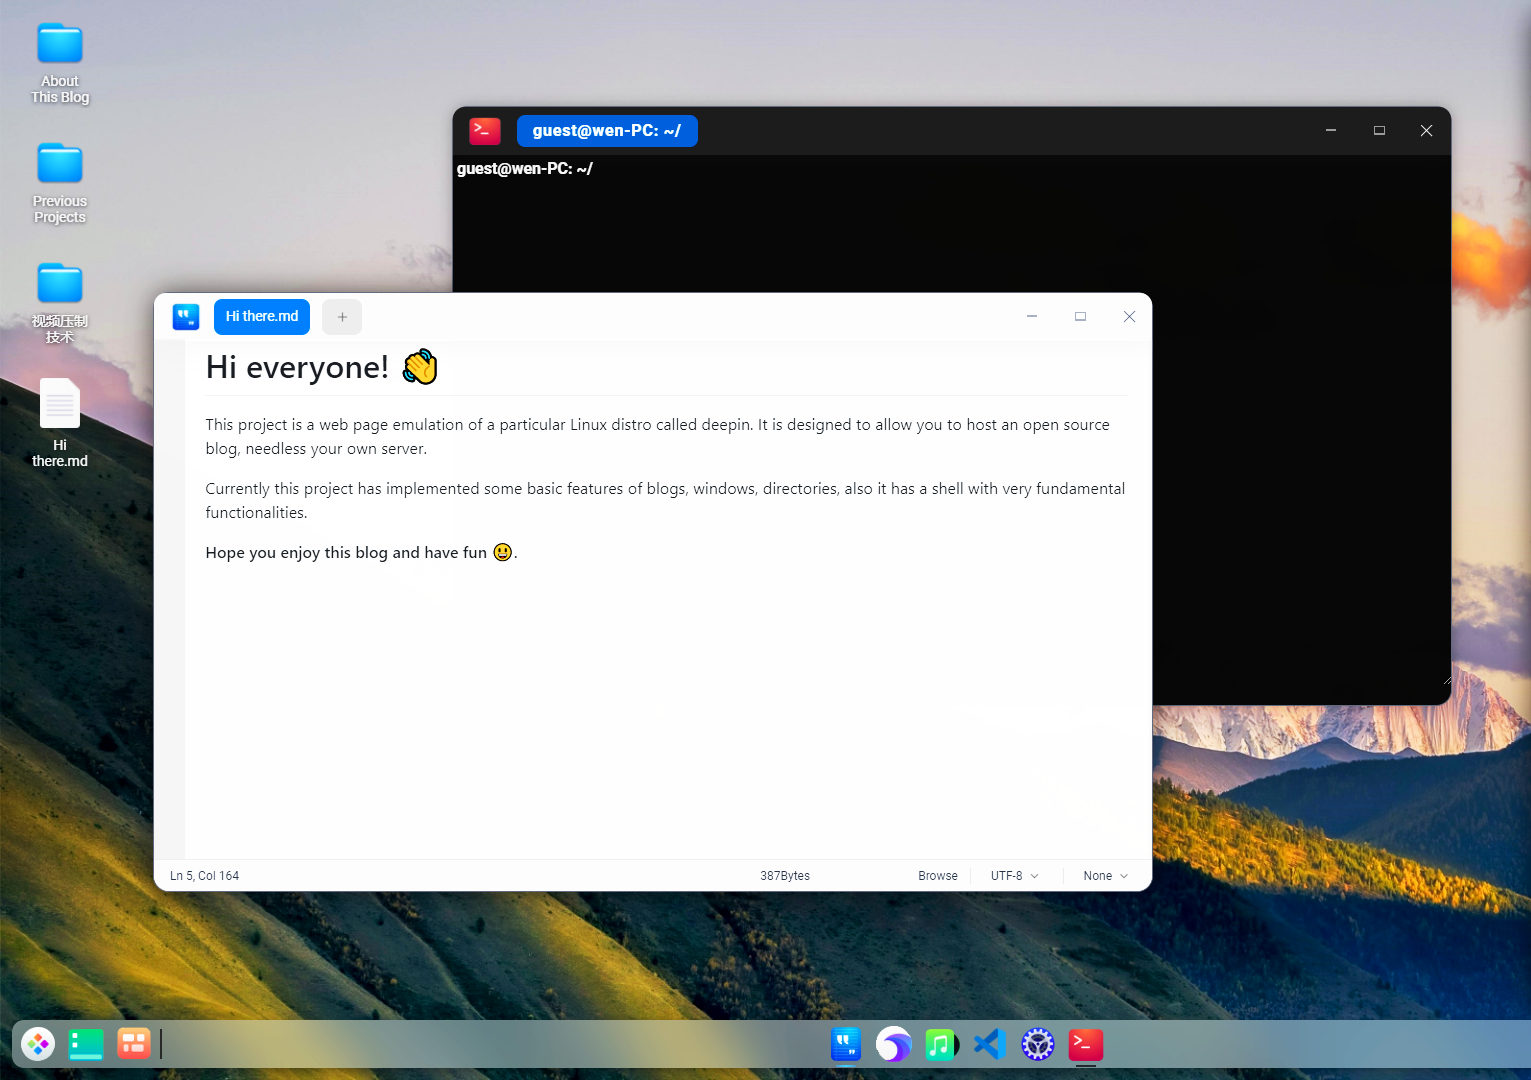 About
This Blog
Previous
Projects
视频压制
技术
Hi
there.md
guest@wen-PC: ~/
guest@wen-PC: ~/
Hi there.md
Hi everyone! 👋
This project is a web page emulation of a particular Linux distro called deepin. It is designed to allow you to host an open source
blog, needless your own server.
Currently this project has implemented some basic features of blogs, windows, directories, also it has a shell with very fundamental
functionalities.
Hope you enjoy this blog and have fun 😃.
Ln 5, Col 164
387Bytes
Browse
UTF-8
None